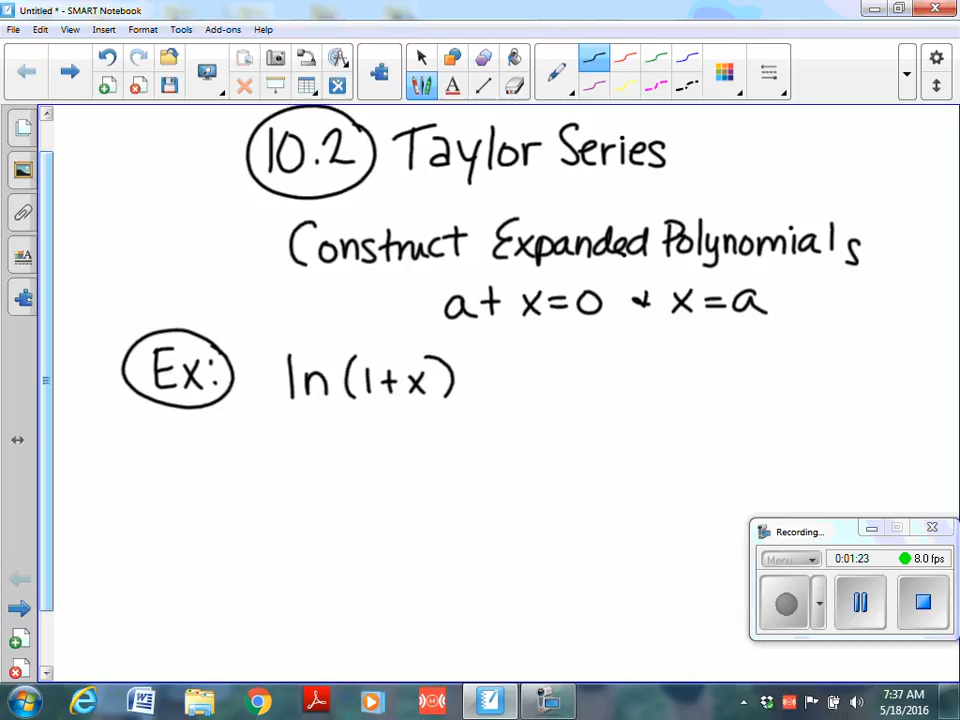 Untitled * - SMART Notebook
File Edit View Insert Format Tools Add-ons Help
10.2 Taylor Series
Construct Expanded Polynomials
at x=0 & x=a
Ex: ln(1+x)
Recording...
Menu 0:01:23 8.0 fps
7:37 AM
5/18/2016